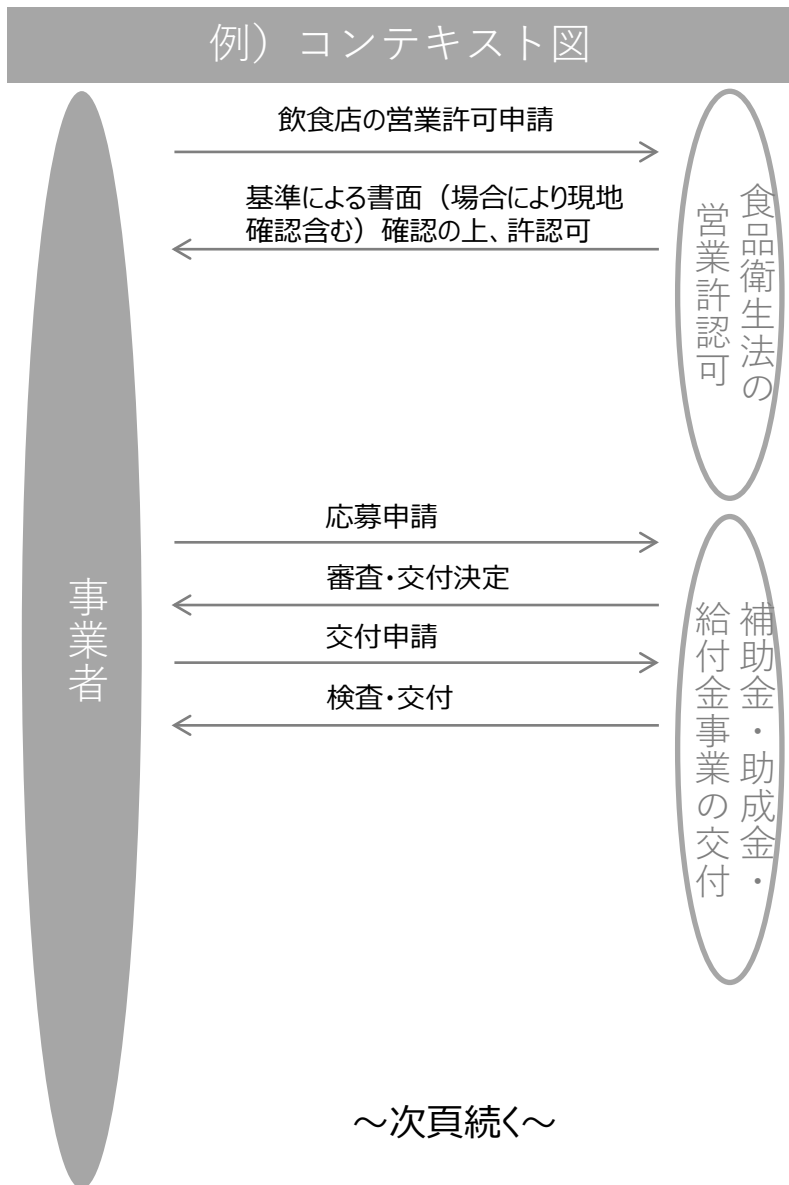 例）コンテキスト図
飲食店の営業許可申請
基準による書面（場合により現地
確認含む）確認の上、許認可
食品衛生法の
営業許認可
事業者
応募申請
審査・交付決定
交付申請
検査・交付
補助金・助成金・
給付金事業の交付
～次頁続く～